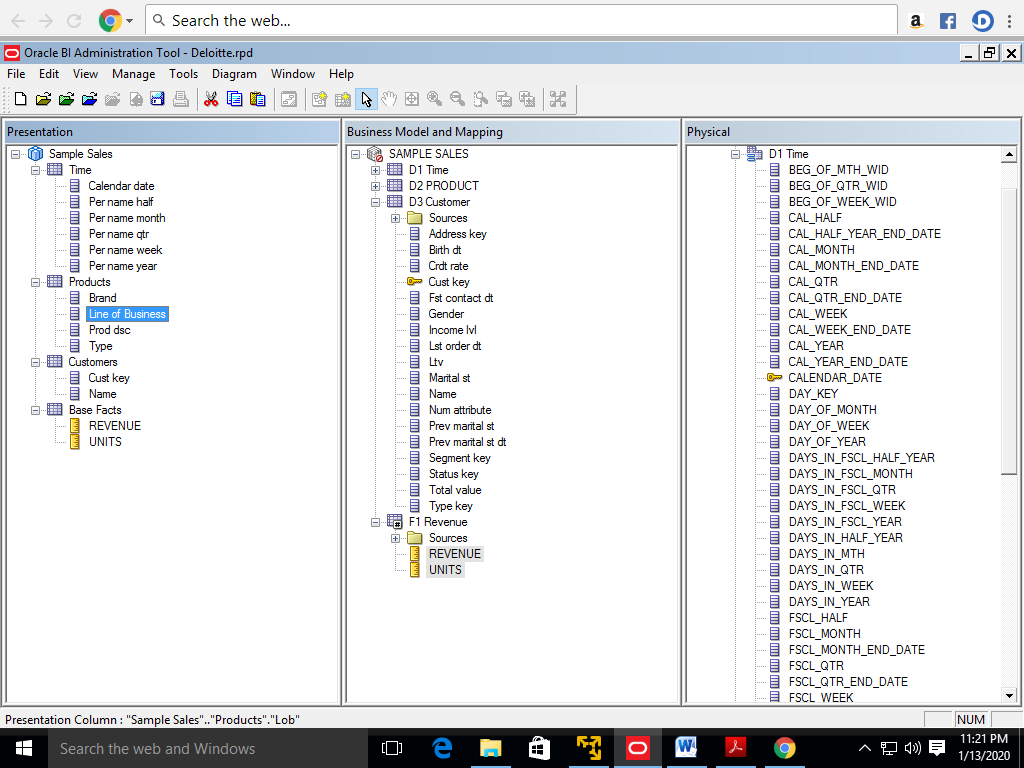 Search the web...
Oracle BI Administration Tool - Deloitte.rpd
File Edit View Manage Tools Diagram Window Help
Presentation
Sample Sales
Time
Calendar date
Per name half
Per name month
Per name qtr
Per name week
Per name year
Products
Brand
Line of Business
Prod dsc
Type
Customers
Cust key
Name
Base Facts
REVENUE
UNITS
Business Model and Mapping
SAMPLE SALES
D1 Time
D2 PRODUCT
D3 Customer
Sources
Address key
Birth dt
Crdt rate
Cust key
Fst contact dt
Gender
Income lvl
Lst order dt
Ltv
Marital st
Name
Num attribute
Prev marital st
Prev marital st dt
Segment key
Status key
Total value
Type key
F1 Revenue
Sources
REVENUE
UNITS
Physical
D1 Time
BEG_OF_MTH_WID
BEG_OF_QTR_WID
BEG_OF_WEEK_WID
CAL_HALF
CAL_HALF_YEAR_END_DATE
CAL_MONTH
CAL_MONTH_END_DATE
CAL_QTR
CAL_QTR_END_DATE
CAL_WEEK
CAL_WEEK_END_DATE
CAL_YEAR
CAL_YEAR_END_DATE
CALENDAR_DATE
DAY_KEY
DAY_OF_MONTH
DAY_OF_WEEK
DAY_OF_YEAR
DAYS_IN_FSCL_HALF_YEAR
DAYS_IN_FSCL_MONTH
DAYS_IN_FSCL_QTR
DAYS_IN_FSCL_WEEK
DAYS_IN_FSCL_YEAR
DAYS_IN_HALF_YEAR
DAYS_IN_MTH
DAYS_IN_QTR
DAYS_IN_WEEK
DAYS_IN_YEAR
FSCL_HALF
FSCL_MONTH
FSCL_MONTH_END_DATE
FSCL_QTR
FSCL_QTR_END_DATE
FSCL_WEEK
Presentation Column : "Sample Sales".."Products"."Lob"
NUM
Search the web and Windows
11:21 PM
1/13/2020